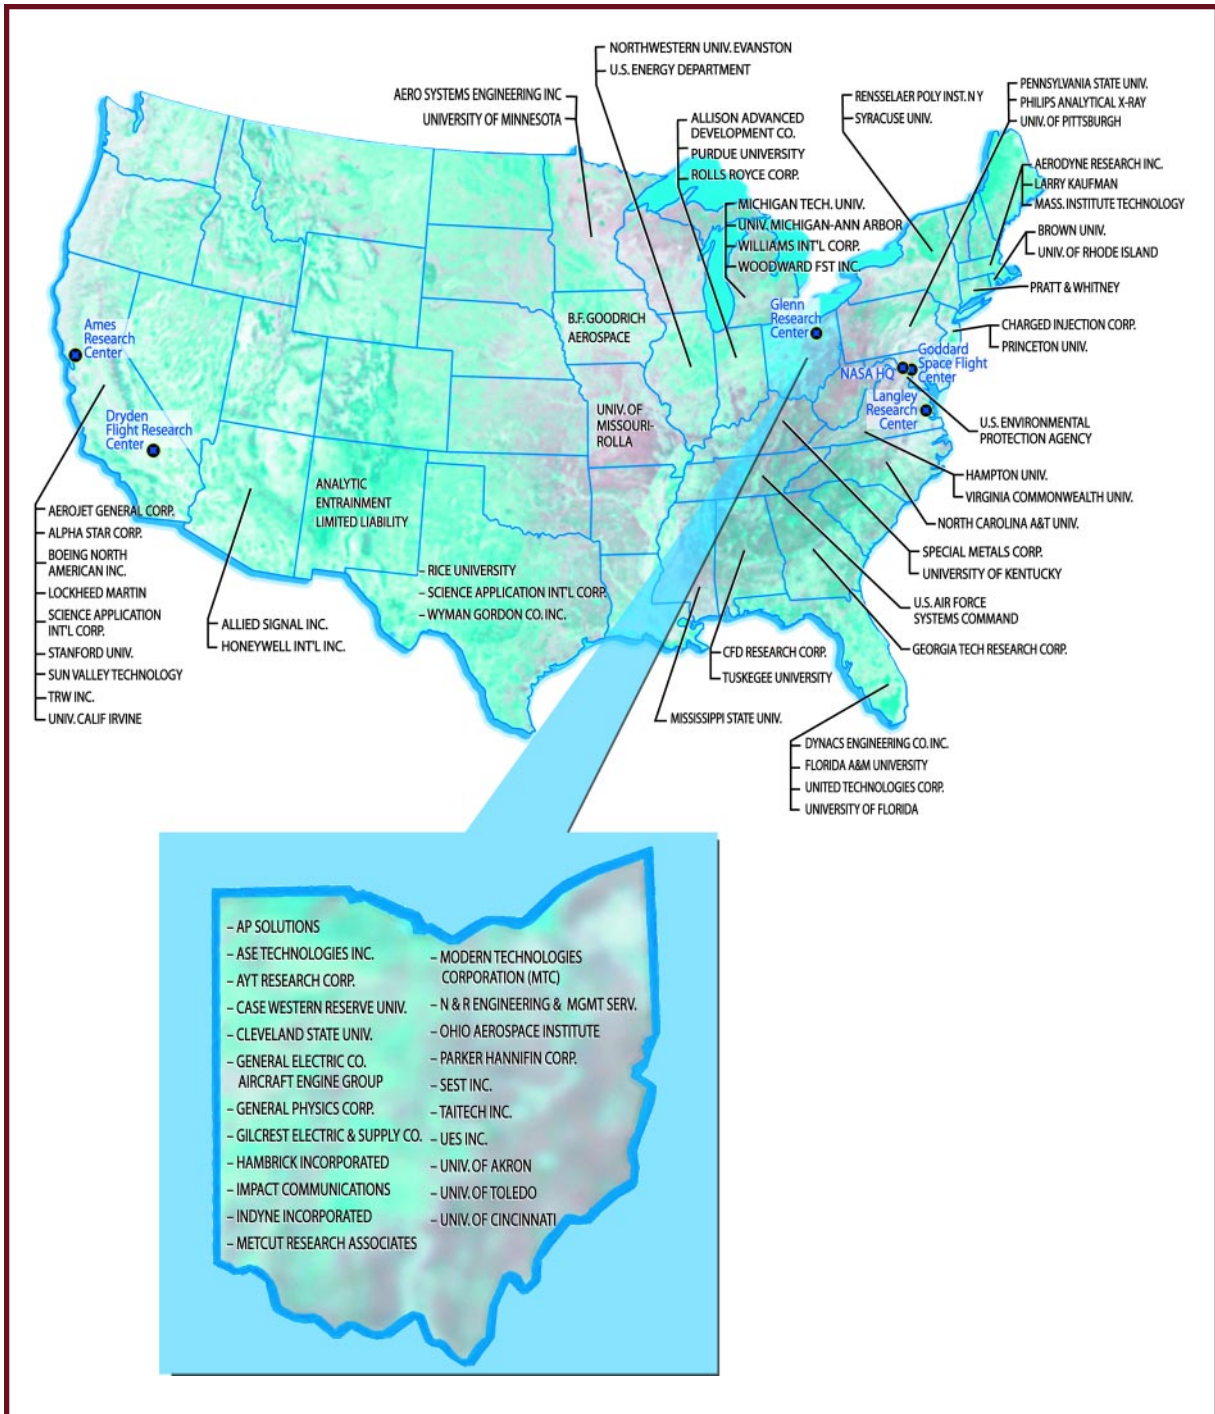 NORTHWESTERN UNIV. EVANSTON
U.S. ENERGY DEPARTMENT
AERO SYSTEMS ENGINEERING INC
UNIVERSITY OF MINNESOTA
ALLISON ADVANCED
DEVELOPMENT CO.
PURDUE UNIVERSITY
ROLLS ROYCE CORP.
RENSSELAER POLY INST. N Y
SYRACUSE UNIV.
PENNSYLVANIA STATE UNIV.
PHILIPS ANALYTICAL X-RAY
UNIV. OF PITTSBURGH
AERODYNE RESEARCH INC.
LARRY KAUFMAN
MASS. INSTITUTE TECHNOLOGY
MICHIGAN TECH. UNIV.
UNIV. MICHIGAN-ANN ARBOR
WILLIAMS INT'L CORP.
WOODWARD FST INC.
BROWN UNIV.
UNIV. OF RHODE ISLAND
PRATT & WHITNEY
Glenn
Research
Center
B.F. GOODRICH
AEROSPACE
CHARGED INJECTION CORP.
PRINCETON UNIV.
Ames
Research
Center
Goddard
Space Flight
Center
NASA HQ
Langley
Research
Center
Dryden
Flight Research
Center
UNIV. OF
MISSOURI-
ROLLA
U.S. ENVIRONMENTAL
PROTECTION AGENCY
HAMPTON UNIV.
VIRGINIA COMMONWEALTH UNIV.
ANALYTIC
ENTRAINMENT
LIMITED LIABILITY
NORTH CAROLINA A&T UNIV.
SPECIAL METALS CORP.
UNIVERSITY OF KENTUCKY
U.S. AIR FORCE
SYSTEMS COMMAND
GEORGIA TECH RESEARCH CORP.
AEROJET GENERAL CORP.
ALPHA STAR CORP.
BOEING NORTH
AMERICAN INC.
LOCKHEED MARTIN
SCIENCE APPLICATION
INT'L CORP.
STANFORD UNIV.
SUN VALLEY TECHNOLOGY
TRW INC.
UNIV. CALIF IRVINE
ALLIED SIGNAL INC.
HONEYWELL INT'L INC.
– RICE UNIVERSITY
– SCIENCE APPLICATION INT'L CORP.
– WYMAN GORDON CO. INC.
CFD RESEARCH CORP.
TUSKEGEE UNIVERSITY
MISSISSIPPI STATE UNIV.
DYNACS ENGINEERING CO. INC.
FLORIDA A&M UNIVERSITY
UNITED TECHNOLOGIES CORP.
UNIVERSITY OF FLORIDA
– AP SOLUTIONS
– ASE TECHNOLOGIES INC.
– AYT RESEARCH CORP.
– CASE WESTERN RESERVE UNIV.
– CLEVELAND STATE UNIV.
– GENERAL ELECTRIC CO.
AIRCRAFT ENGINE GROUP
– GENERAL PHYSICS CORP.
– GILCREST ELECTRIC & SUPPLY CO.
– HAMBRICK INCORPORATED
– IMPACT COMMUNICATIONS
– INDYNE INCORPORATED
– METCUT RESEARCH ASSOCIATES
– MODERN TECHNOLOGIES
CORPORATION (MTC)
– N & R ENGINEERING & MGMT SERV.
– OHIO AEROSPACE INSTITUTE
– PARKER HANNIFIN CORP.
– SEST INC.
– TAITECH INC.
– UES INC.
– UNIV. OF AKRON
– UNIV. OF TOLEDO
– UNIV. OF CINCINNATI